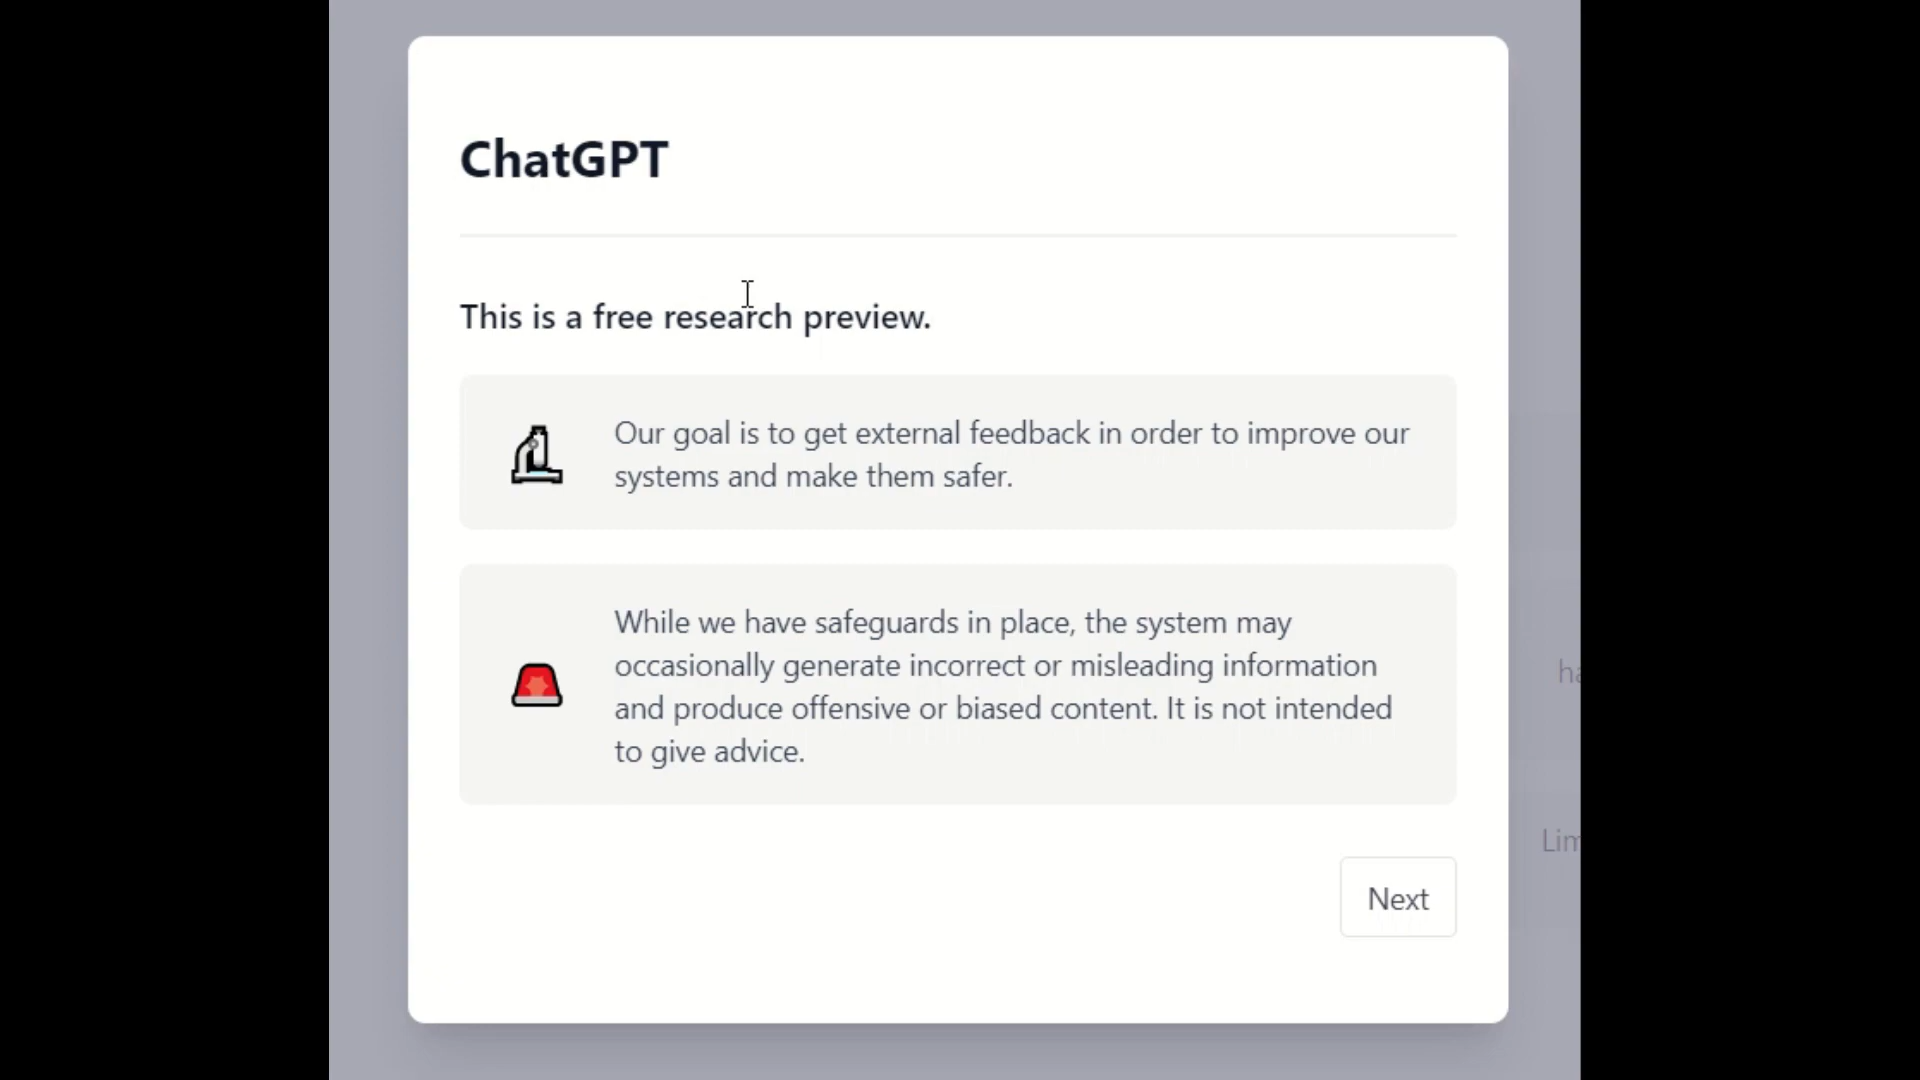 ChatGPT
This is a free research preview.
Our goal is to get external feedback in order to improve our
systems and make them safer.
While we have safeguards in place, the system may
occasionally generate incorrect or misleading information
and produce offensive or biased content. It is not intended
to give advice.
ha
Lim
Next